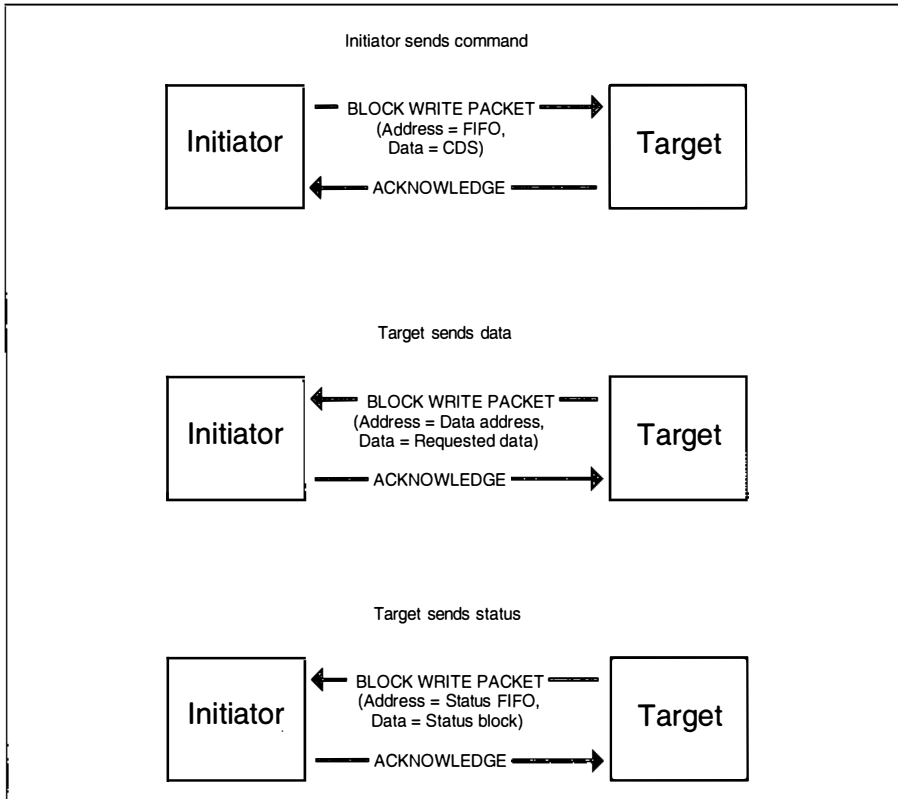 Initiator sends command
Initiator
BLOCK WRITE PACKET
(Address = FIFO,
Data = CDS)
ACKNOWLEDGE
Target
Target sends data
Initiator
BLOCK WRITE PACKET
(Address = Data address,
Data = Requested data)
ACKNOWLEDGE
Target
Target sends status
Initiator
BLOCK WRITE PACKET
(Address = Status FIFO,
Data = Status block)
ACKNOWLEDGE
Target